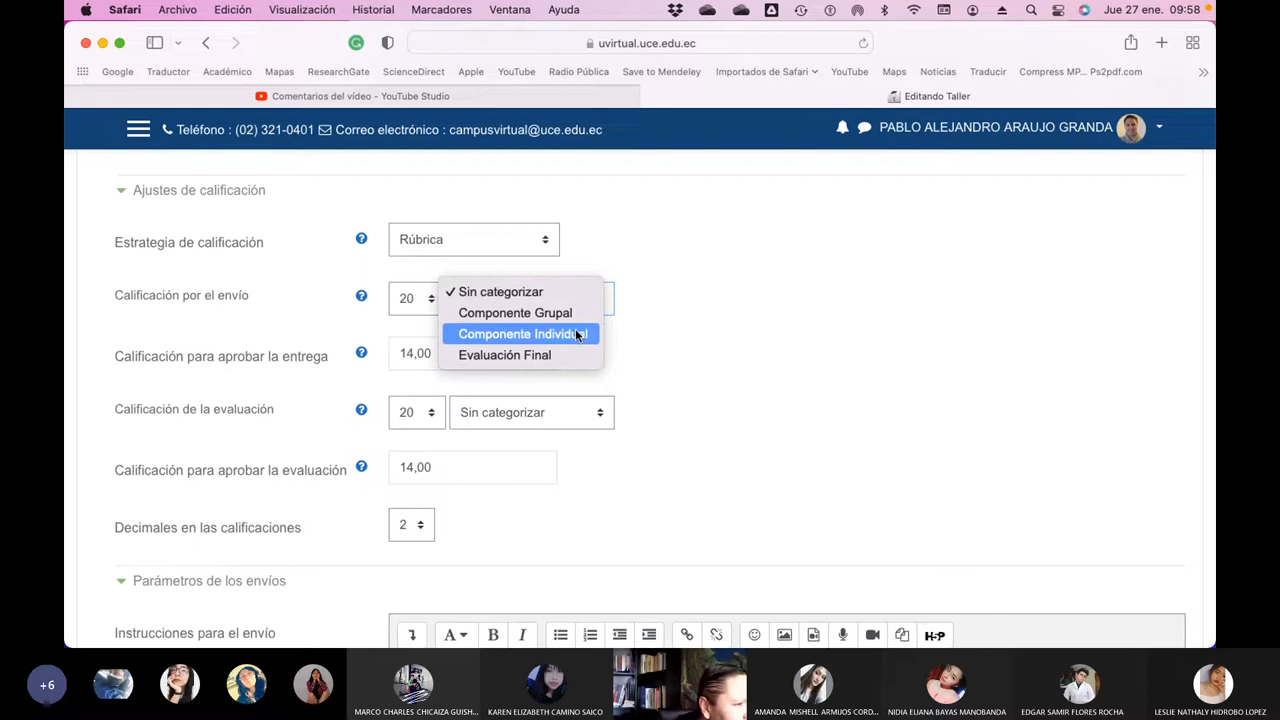 Safari Archivo Edición Visualización Historial Marcadores Ventana Ayuda Jue 27 ene. 09:58
uvirtual.uce.edu.ec
Google Traductor Académico Mapas ResearchGate ScienceDirect Apple YouTube Radio Pública Save to Mendeley Importados de Safari YouTube Maps Noticias Traducir Compress MP... Ps2pdf.com
Comentarios del vídeo - YouTube Studio Editando Taller
Teléfono : (02) 321-0401 Correo electrónico : campusvirtual@uce.edu.ec PABLO ALEJANDRO ARAUJO GRANDA
Ajustes de calificación
Estrategia de calificación Rúbrica
Calificación por el envío 20
Sin categorizar
Componente Grupal
Componente Individual
Evaluación Final
Calificación para aprobar la entrega 14,00
Calificación de la evaluación 20 Sin categorizar
Calificación para aprobar la evaluación 14,00
Decimales en las calificaciones 2
Parámetros de los envíos
Instrucciones para el envío A B I H-P
+6
MARCO CHARLES CHICAIZA GUISH... KAREN ELIZABETH CAMINO SAICO AMANDA MISHELL ARMIJOS CORD... NIDIA ELIANA BAYAS MANOBANDA EDGAR SAMIR FLORES ROCHA LESLIE NATHALY HIDROBO LOPEZ